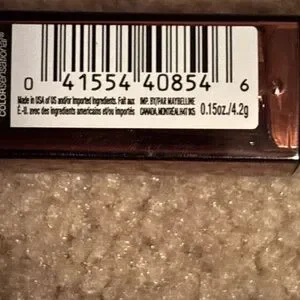 COLORsensational®
0 41554 40854 6
Made in USA of US and/or Imported Ingredients. Fait aux
É.-U. avec des ingrédients américains et/ou importés
IMP. BY/PAR MAYBELLINE
CANADA, MONTRÉAL H4T 1K5
0.15oz./4.2g